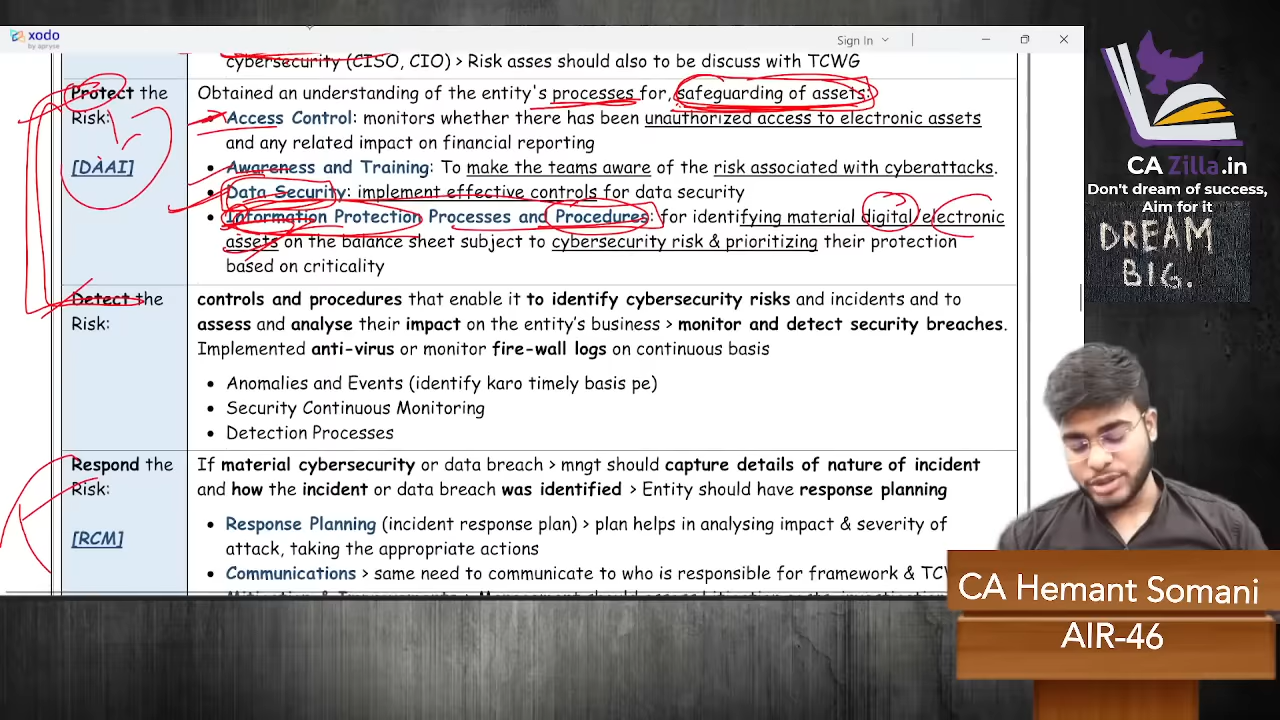 xodo
by apryse
Sign In
cybersecurity (CISO, CIO) > Risk asses should also to be discuss with TCWG
Protect the
Risk:
[DAAI]
Obtained an understanding of the entity's processes for, safeguarding of assets:
• Access Control: monitors whether there has been unauthorized access to electronic assets
and any related impact on financial reporting
• Awareness and Training: To make the teams aware of the risk associated with cyberattacks.
• Data Security: implement effective controls for data security
• Information Protection Processes and Procedures: for identifying material digital electronic
assets on the balance sheet subject to cybersecurity risk & prioritizing their protection
based on criticality
Detect the
Risk:
controls and procedures that enable it to identify cybersecurity risks and incidents and to
assess and analyse their impact on the entity's business > monitor and detect security breaches.
Implemented anti-virus or monitor fire-wall logs on continuous basis
• Anomalies and Events (identify karo timely basis pe)
• Security Continuous Monitoring
• Detection Processes
Respond the
Risk:
[RCM]
If material cybersecurity or data breach > mngt should capture details of nature of incident
and how the incident or data breach was identified > Entity should have response planning
• Response Planning (incident response plan) > plan helps in analysing impact & severity of
attack, taking the appropriate actions
• Communications > same need to communicate to who is responsible for framework & TC
CA Zilla.in
Don't dream of success,
Aim for it
DREAM
BIG.
CA Hemant Somani
AIR-46